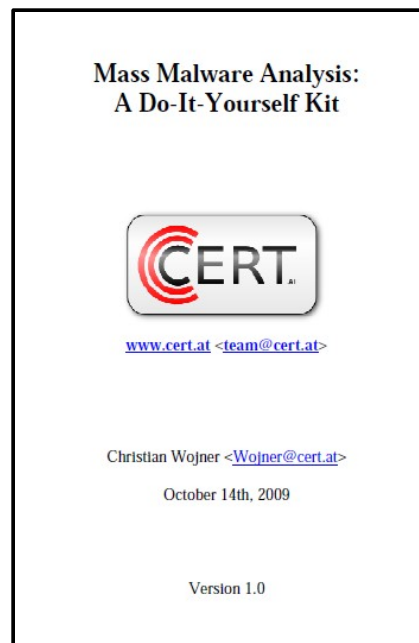 Mass Malware Analysis:
A Do-It-Yourself Kit
CERT.at
www.cert.at <team@cert.at>
Christian Wojner <Wojner@cert.at>
October 14th, 2009
Version 1.0